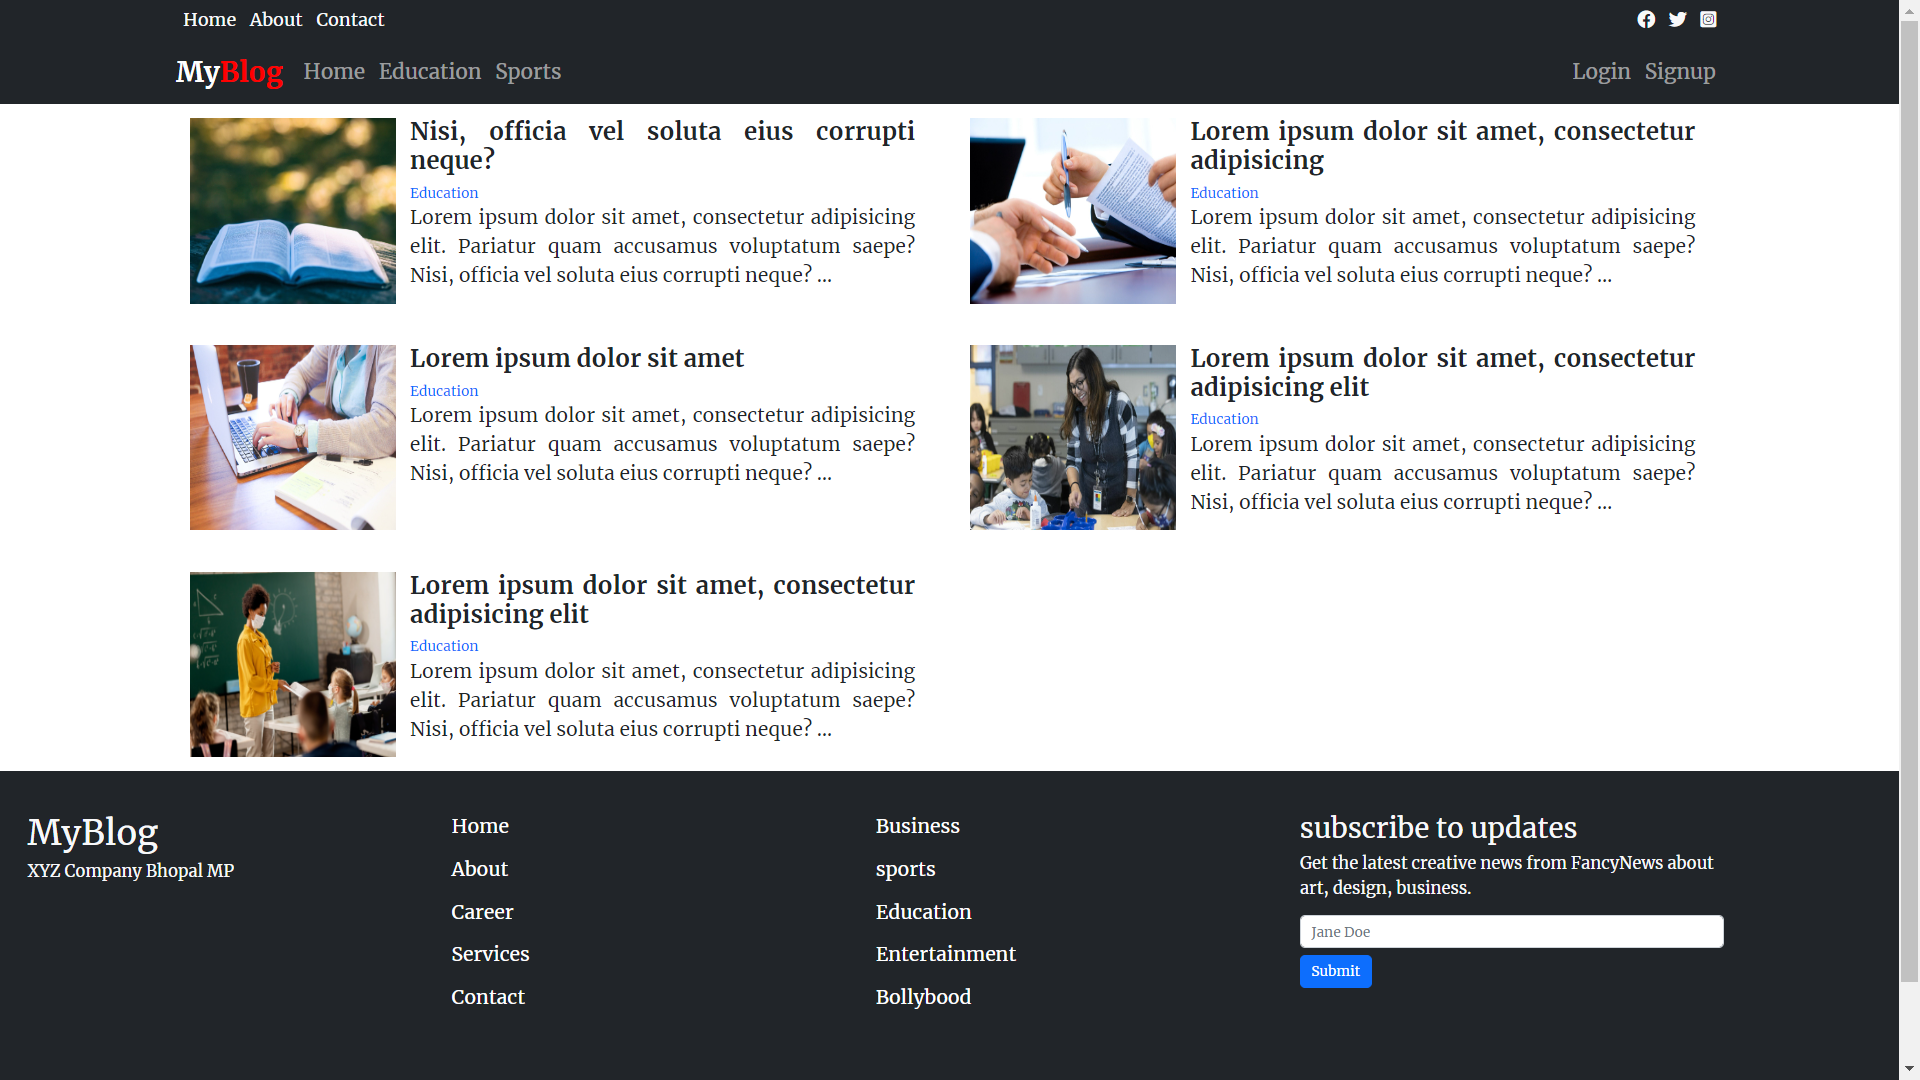 Home About Contact
MyBlog Home Education Sports Login Signup
Nisi, officia vel soluta eius corrupti
neque?
Education
Lorem ipsum dolor sit amet, consectetur adipisicing
elit. Pariatur quam accusamus voluptatum saepe?
Nisi, officia vel soluta eius corrupti neque? ...
Lorem ipsum dolor sit amet, consectetur
adipisicing
Education
Lorem ipsum dolor sit amet, consectetur adipisicing
elit. Pariatur quam accusamus voluptatum saepe?
Nisi, officia vel soluta eius corrupti neque? ...
Lorem ipsum dolor sit amet
Education
Lorem ipsum dolor sit amet, consectetur adipisicing
elit. Pariatur quam accusamus voluptatum saepe?
Nisi, officia vel soluta eius corrupti neque? ...
Lorem ipsum dolor sit amet, consectetur
adipisicing elit
Education
Lorem ipsum dolor sit amet, consectetur adipisicing
elit. Pariatur quam accusamus voluptatum saepe?
Nisi, officia vel soluta eius corrupti neque? ...
Lorem ipsum dolor sit amet, consectetur
adipisicing elit
Education
Lorem ipsum dolor sit amet, consectetur adipisicing
elit. Pariatur quam accusamus voluptatum saepe?
Nisi, officia vel soluta eius corrupti neque? ...
MyBlog
XYZ Company Bhopal MP
Home
About
Career
Services
Contact
Business
sports
Education
Entertainment
Bollybood
subscribe to updates
Get the latest creative news from FancyNews about
art, design, business.
Jane Doe
Submit